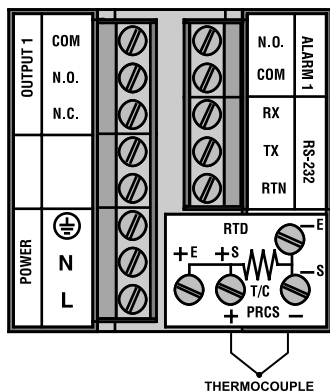 OUTPUT 1
COM
N.O.
N.C.
POWER
N
L
N.O.
COM
ALARM 1
RX
TX
RTN
RS-232
RTD
−E
+E
+S
−S
T/C
+ PRCS −
THERMOCOUPLE